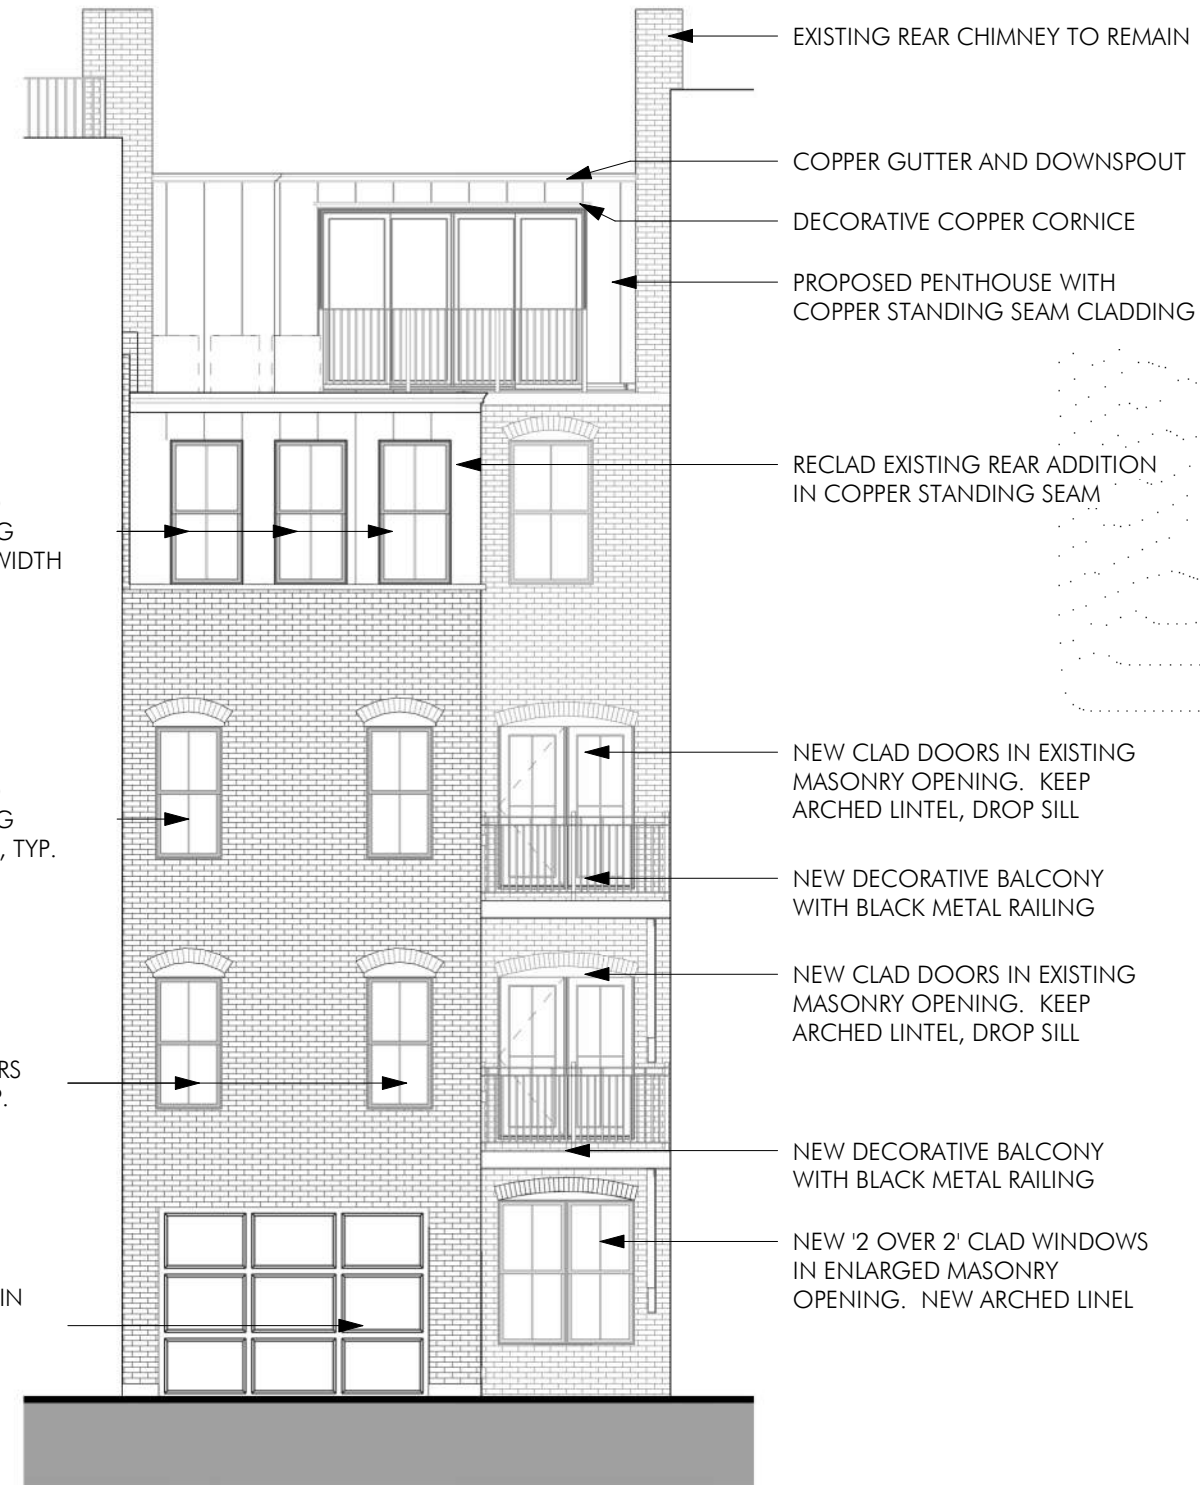 EXISTING REAR CHIMNEY TO REMAIN
COPPER GUTTER AND DOWNSPOUT
DECORATIVE COPPER CORNICE
PROPOSED PENTHOUSE WITH
COPPER STANDING SEAM CLADDING
RECLAD EXISTING REAR ADDITION
IN COPPER STANDING SEAM
G
WIDTH
NEW CLAD DOORS IN EXISTING
MASONRY OPENING. KEEP
ARCHED LINTEL, DROP SILL
G
, TYP.
NEW DECORATIVE BALCONY
WITH BLACK METAL RAILING
NEW CLAD DOORS IN EXISTING
MASONRY OPENING. KEEP
ARCHED LINTEL, DROP SILL
RS
P.
NEW DECORATIVE BALCONY
WITH BLACK METAL RAILING
NEW '2 OVER 2' CLAD WINDOWS
IN ENLARGED MASONRY
OPENING. NEW ARCHED LINEL
IN